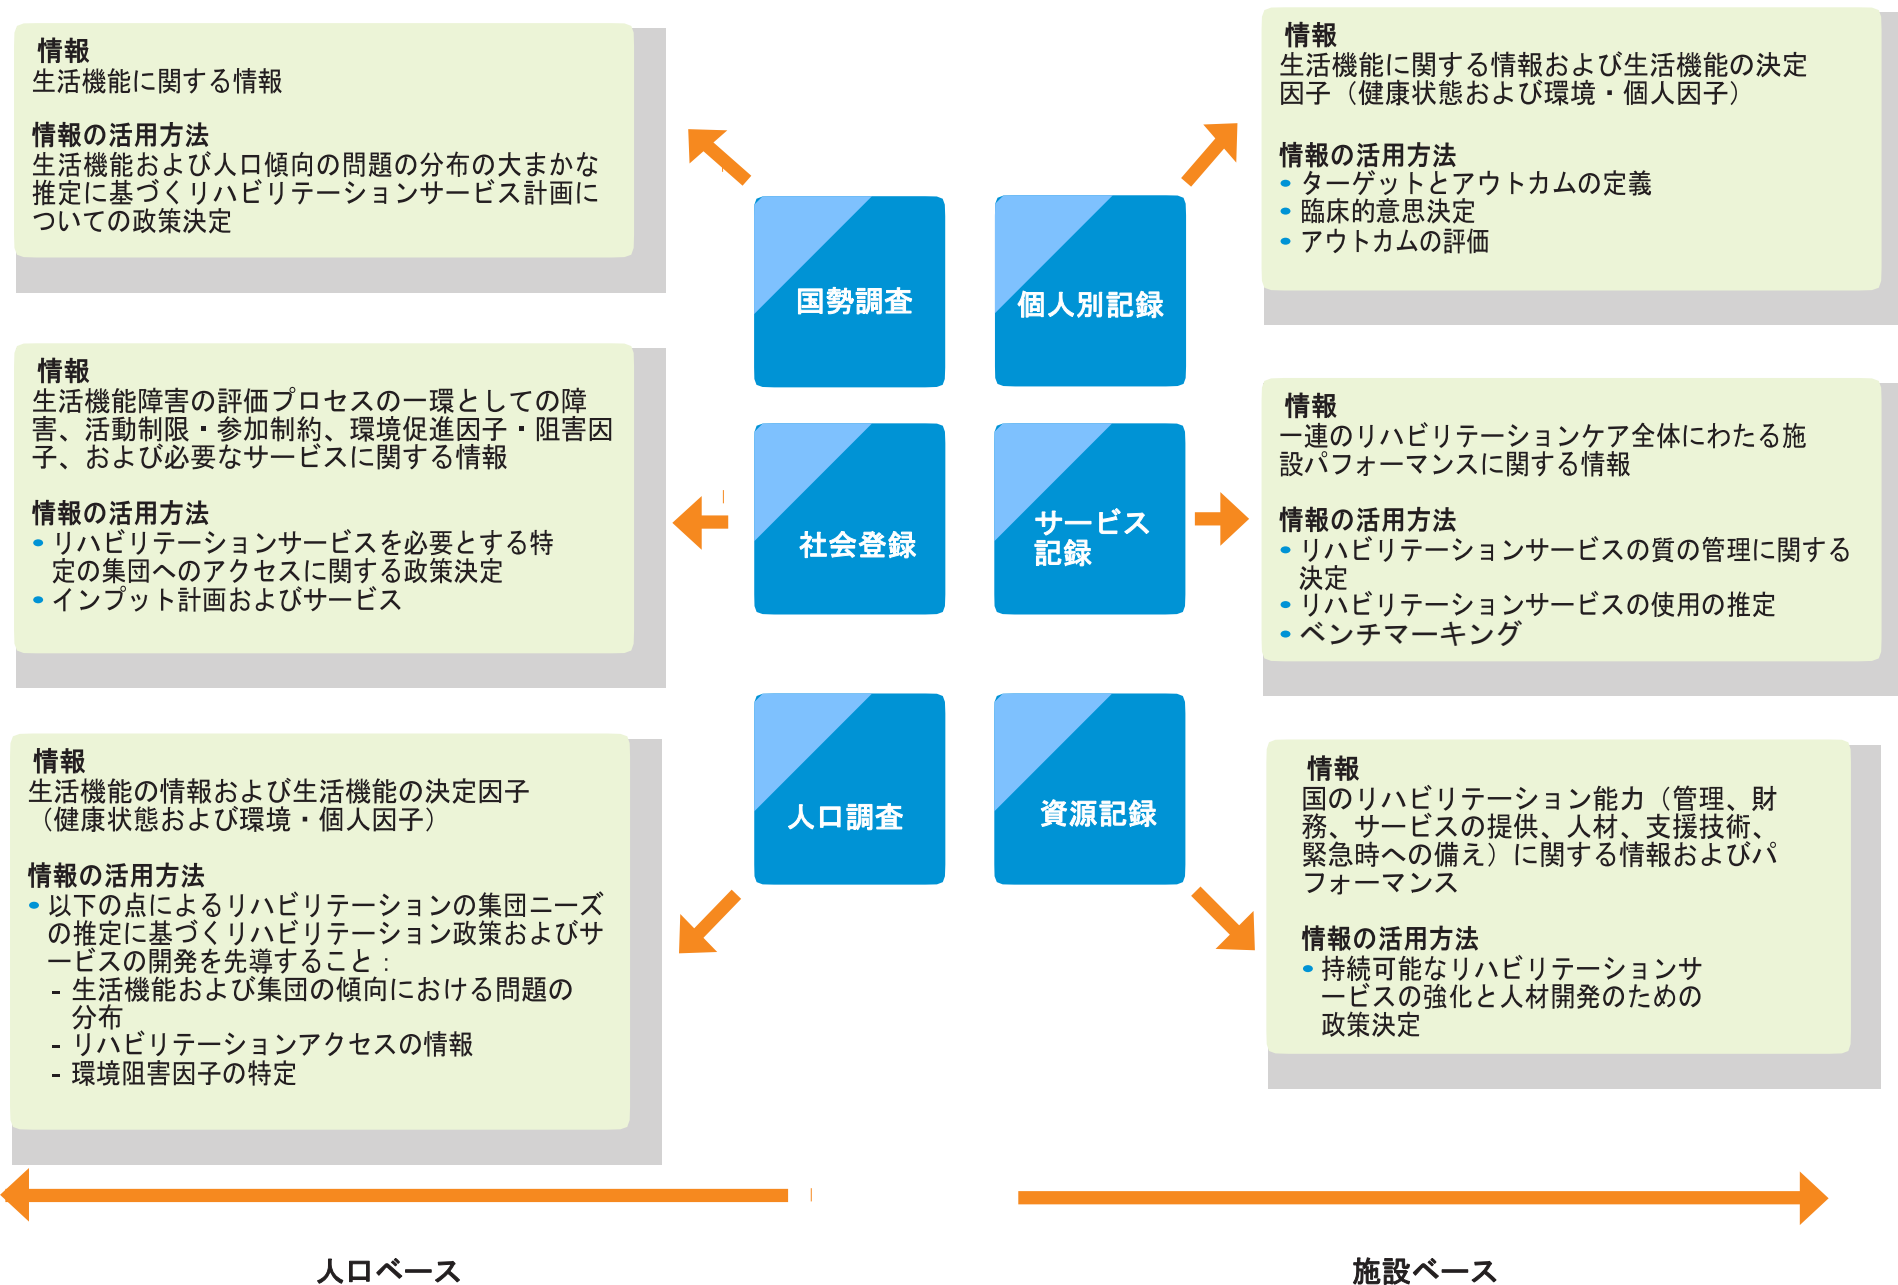 情報
生活機能に関する情報
情報の活用方法
生活機能および人口傾向の問題の分布の大まかな
推定に基づくリハビリテーションサービス計画に
ついての政策決定
情報
生活機能障害の評価プロセスの一環としての障
害、活動制限・参加制約、環境促進因子・阻害因
子、および必要なサービスに関する情報
情報の活用方法
• リハビリテーションサービスを必要とする特
定の集団へのアクセスに関する政策決定
• インプット計画およびサービス
情報
生活機能の情報および生活機能の決定因子
（健康状態および環境・個人因子）
情報の活用方法
• 以下の点によるリハビリテーションの集団ニーズ
の推定に基づくリハビリテーション政策およびサ
ービスの開発を先導すること：
- 生活機能および集団の傾向における問題の
分布
- リハビリテーションアクセスの情報
- 環境阻害因子の特定
国勢調査
個人別記録
社会登録
サービス
記録
人口調査
資源記録
情報
生活機能に関する情報および生活機能の決定
因子（健康状態および環境・個人因子）
情報の活用方法
• ターゲットとアウトカムの定義
• 臨床的意思決定
• アウトカムの評価
情報
一連のリハビリテーションケア全体にわたる施
設パフォーマンスに関する情報
情報の活用方法
• リハビリテーションサービスの質の管理に関する
決定
• リハビリテーションサービスの使用の推定
• ベンチマーキング
情報
国のリハビリテーション能力（管理、財
務、サービスの提供、人材、支援技術、
緊急時への備え）に関する情報およびパ
フォーマンス
情報の活用方法
• 持続可能なリハビリテーションサ
ービスの強化と人材開発のための
政策決定
人口ベース
施設ベース